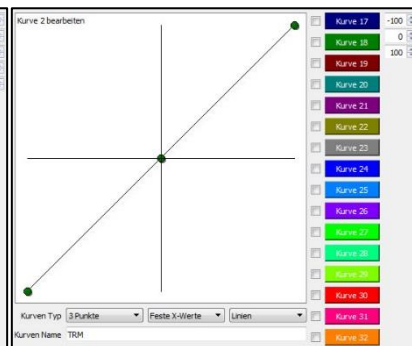 Kurve 2 bearbeiten
Kurve 17
Kurve 18
Kurve 19
Kurve 20
Kurve 21
Kurve 22
Kurve 23
Kurve 24
Kurve 25
Kurve 26
Kurve 27
Kurve 28
Kurve 29
Kurve 30
Kurve 31
Kurve 32
-100
0
100
Kurven Typ 3 Punkte Feste X-Werte Linien
Kurven Name TRM